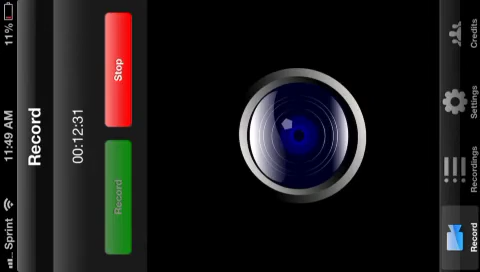 Sprint 11:49 AM 11%
Record
00:12:31
Record Stop
Record Recordings Settings Credits